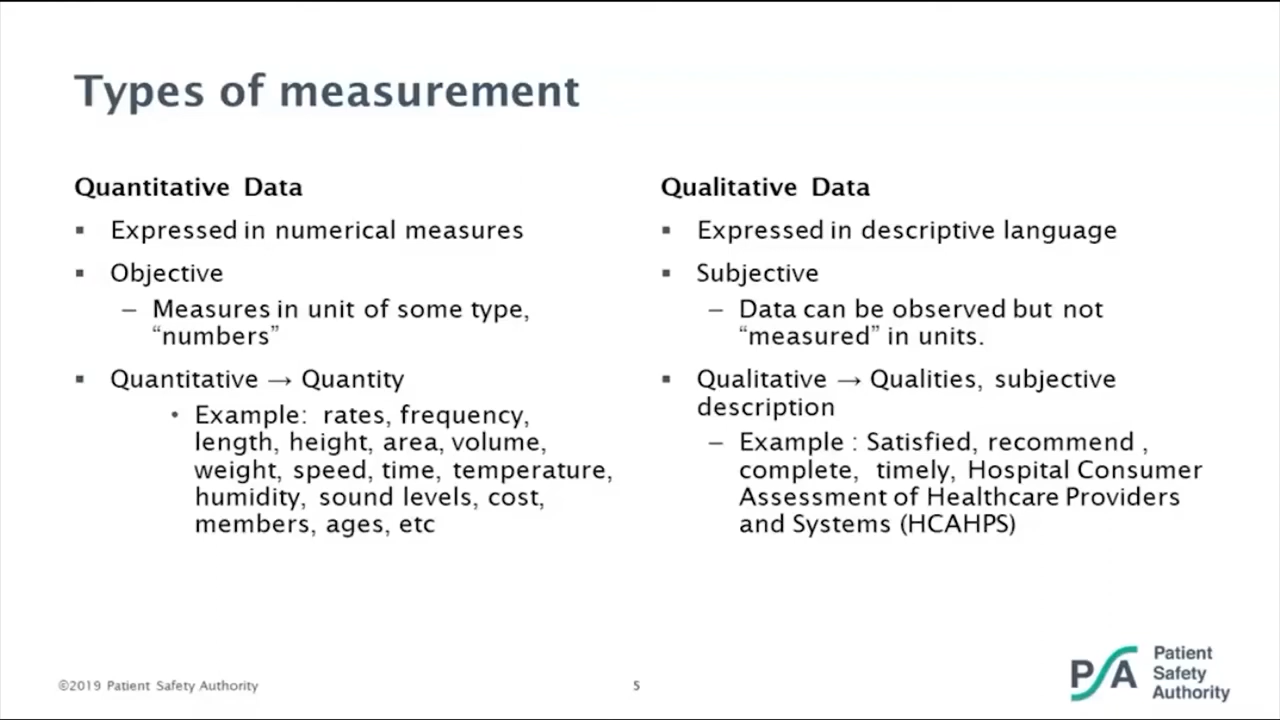 Types of measurement
Quantitative Data
▪ Expressed in numerical measures
▪ Objective
– Measures in unit of some type,
“numbers”
▪ Quantitative → Quantity
• Example: rates, frequency,
length, height, area, volume,
weight, speed, time, temperature,
humidity, sound levels, cost,
members, ages, etc
Qualitative Data
▪ Expressed in descriptive language
▪ Subjective
– Data can be observed but not
“measured” in units.
▪ Qualitative → Qualities, subjective
description
– Example : Satisfied, recommend ,
complete, timely, Hospital Consumer
Assessment of Healthcare Providers
and Systems (HCAHPS)
©2019 Patient Safety Authority
5
PSA
Patient
Safety
Authority